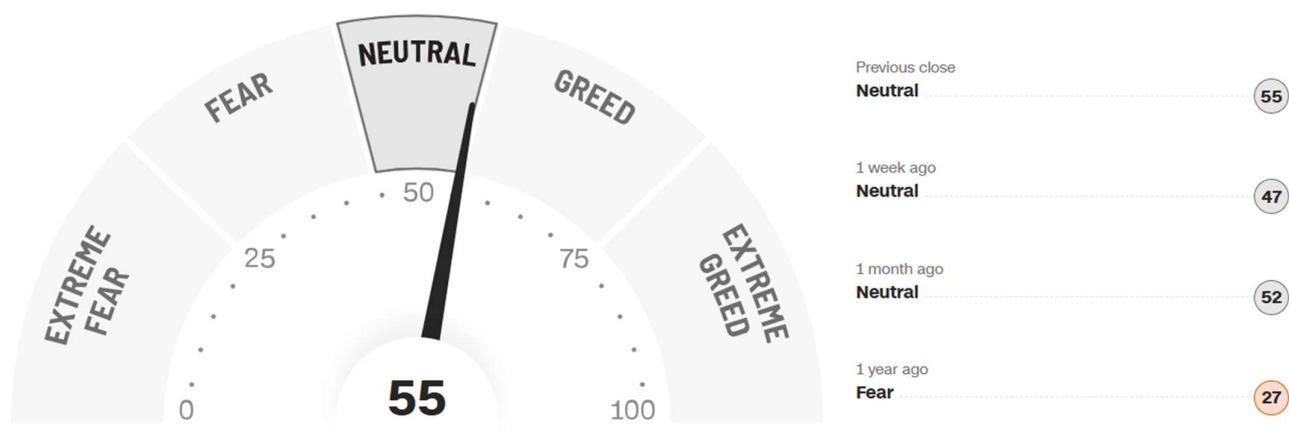 NEUTRAL
FEAR
GREED
EXTREME
FEAR
EXTREME
GREED
0
25
50
75
100
55
Previous close
Neutral
55
1 week ago
Neutral
47
1 month ago
Neutral
52
1 year ago
Fear
27